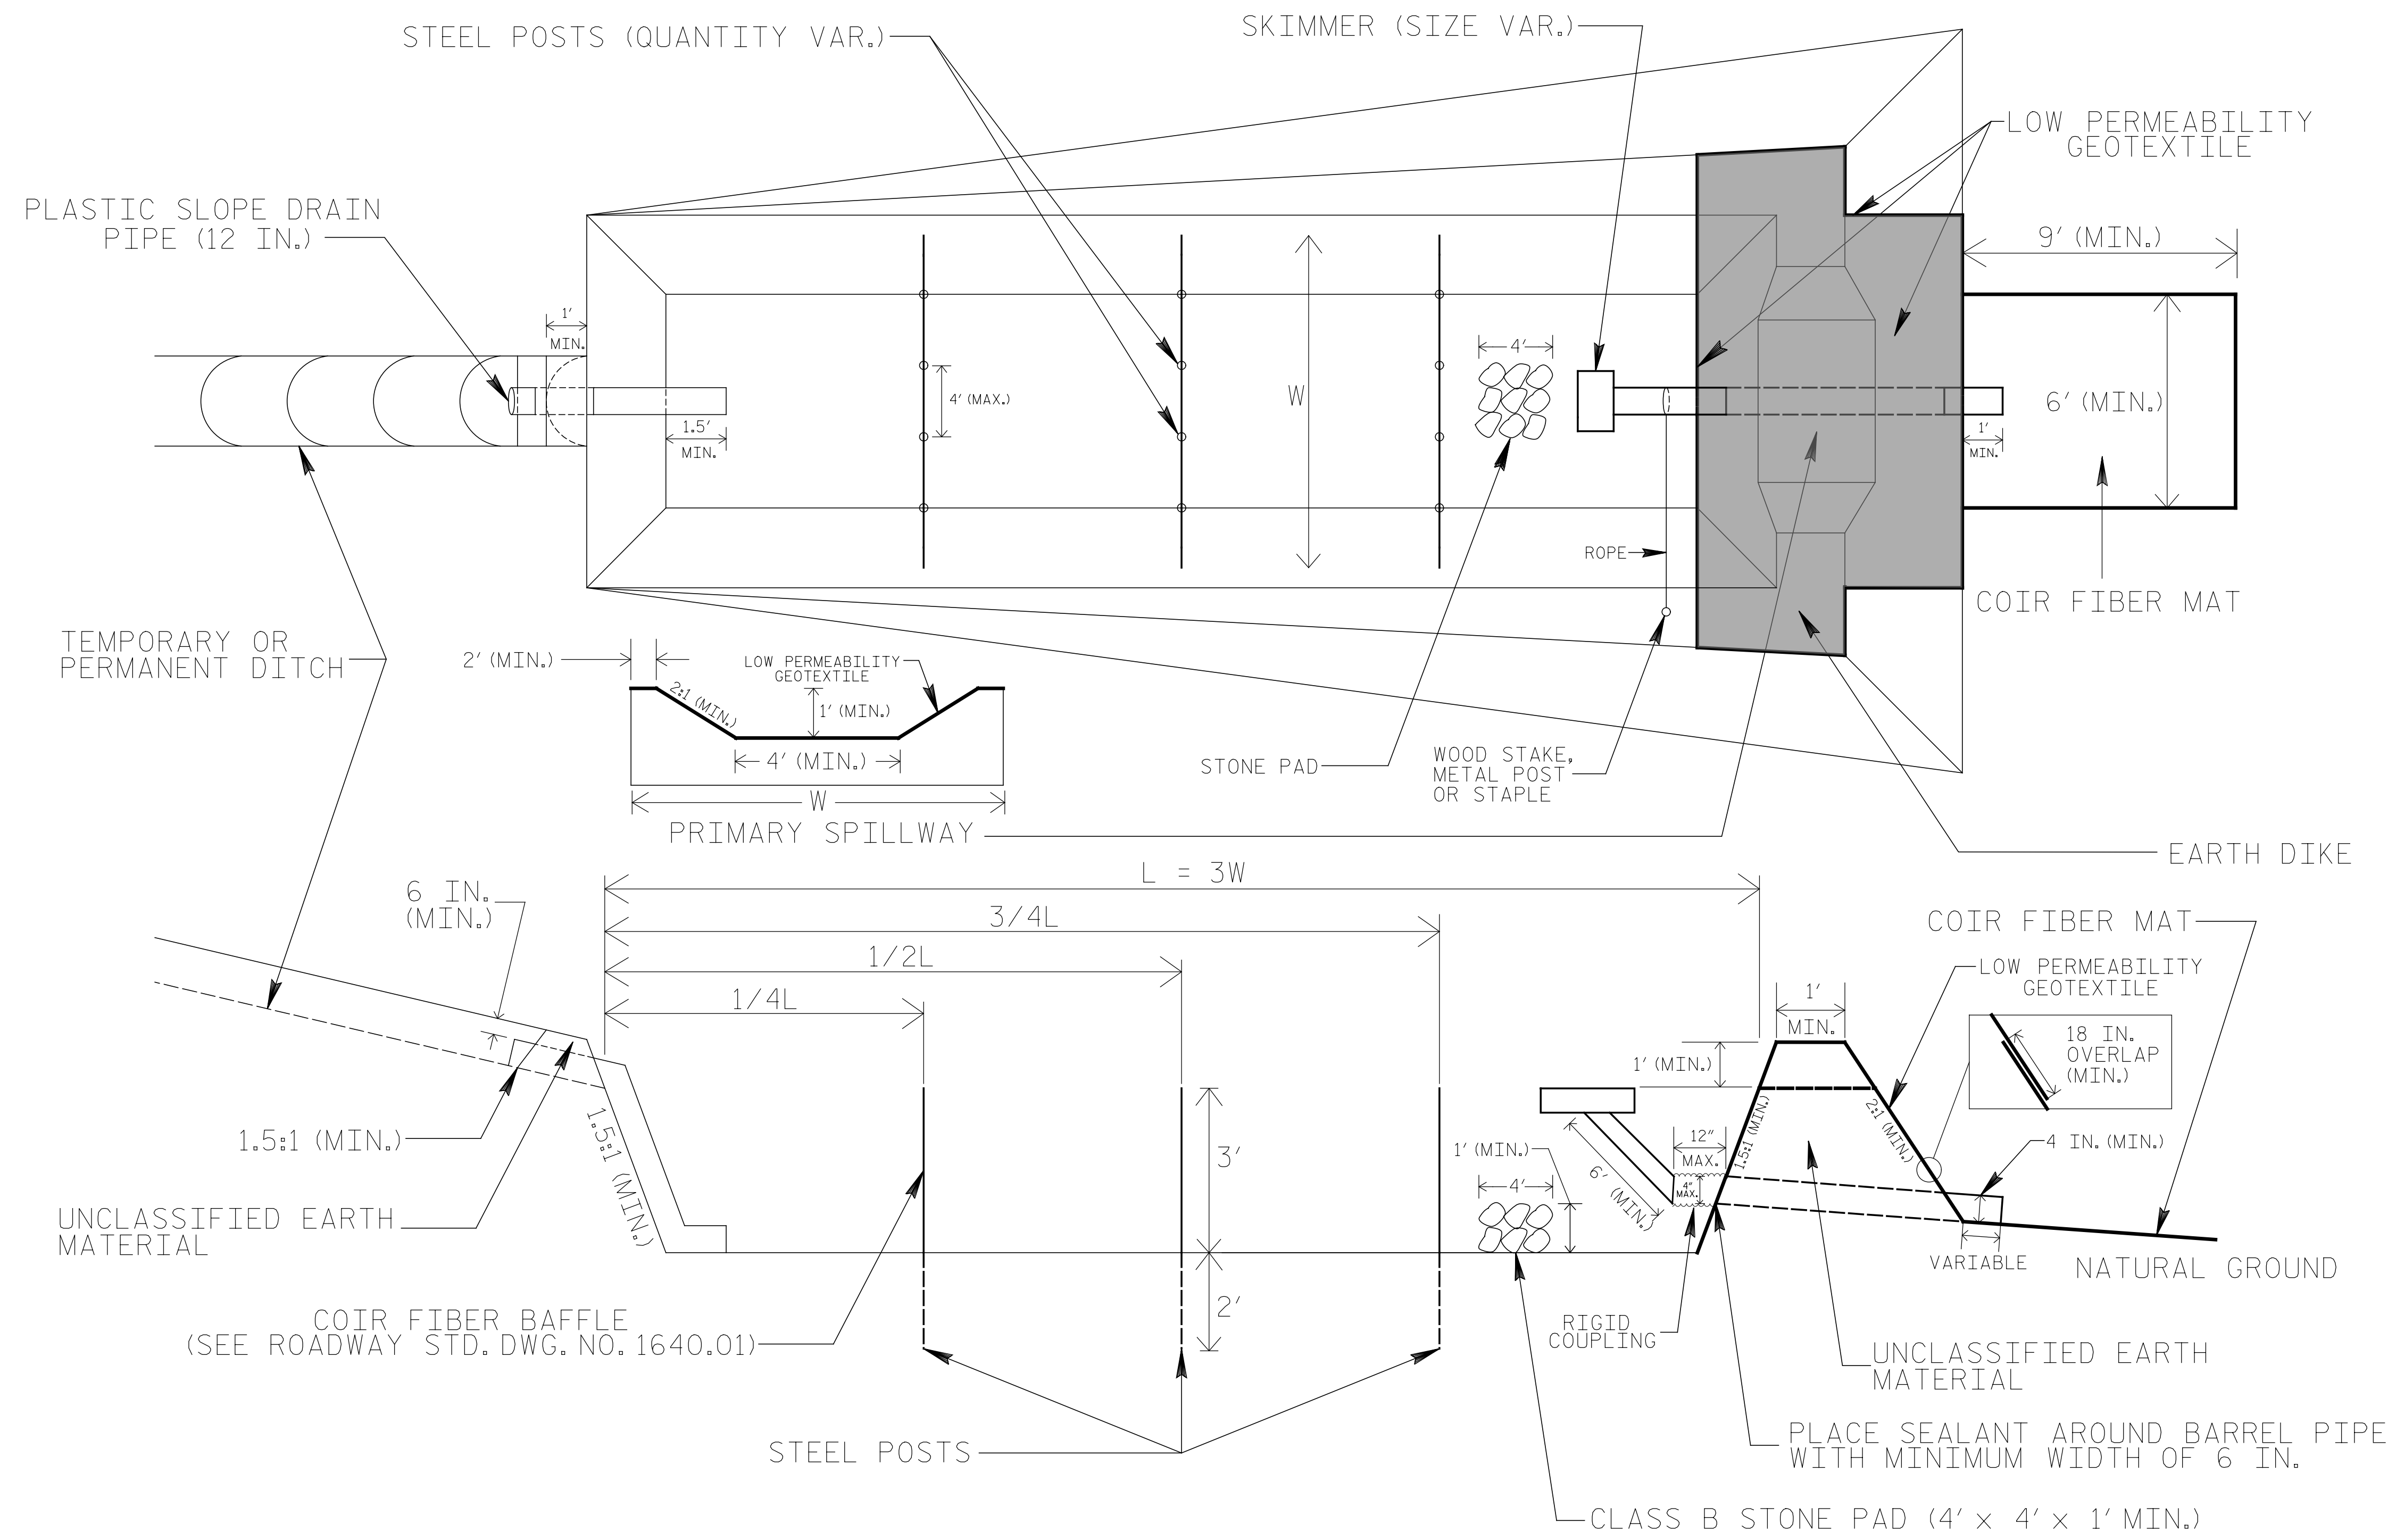 STEEL POSTS (QUANTITY VAR.)
SKIMMER (SIZE VAR.)
LOW PERMEABILITY
GEOTEXTILE
PLASTIC SLOPE DRAIN
PIPE (12 IN.)
9' (MIN.)
1'
MIN.
4' (MAX.)
1.5'
MIN.
W
4'
6' (MIN.)
1'
MIN.
ROPE
COIR FIBER MAT
TEMPORARY OR
PERMANENT DITCH
2' (MIN.)
LOW PERMEABILITY
GEOTEXTILE
2:1 (MIN.)
1' (MIN.)
4' (MIN.)
W
PRIMARY SPILLWAY
STONE PAD
WOOD STAKE,
METAL POST
OR STAPLE
EARTH DIKE
L = 3W
3/4L
1/2L
1/4L
6 IN.
(MIN.)
COIR FIBER MAT
LOW PERMEABILITY
GEOTEXTILE
1'
MIN.
18 IN.
OVERLAP
(MIN.)
1' (MIN.)
1.5:1 (MIN.)
1.5:1 (MIN.)
3'
1' (MIN.)
4'
6' (MIN.)
12"
MAX.
4"
MAX.
1.5:1 (MIN.)
2:1 (MIN.)
4 IN. (MIN.)
VARIABLE
NATURAL GROUND
UNCLASSIFIED EARTH
MATERIAL
2'
COIR FIBER BAFFLE
(SEE ROADWAY STD. DWG. NO. 1640.01)
RIGID
COUPLING
UNCLASSIFIED EARTH
MATERIAL
STEEL POSTS
PLACE SEALANT AROUND BARREL PIPE
WITH MINIMUM WIDTH OF 6 IN.
CLASS B STONE PAD (4' x 4' x 1' MIN.)